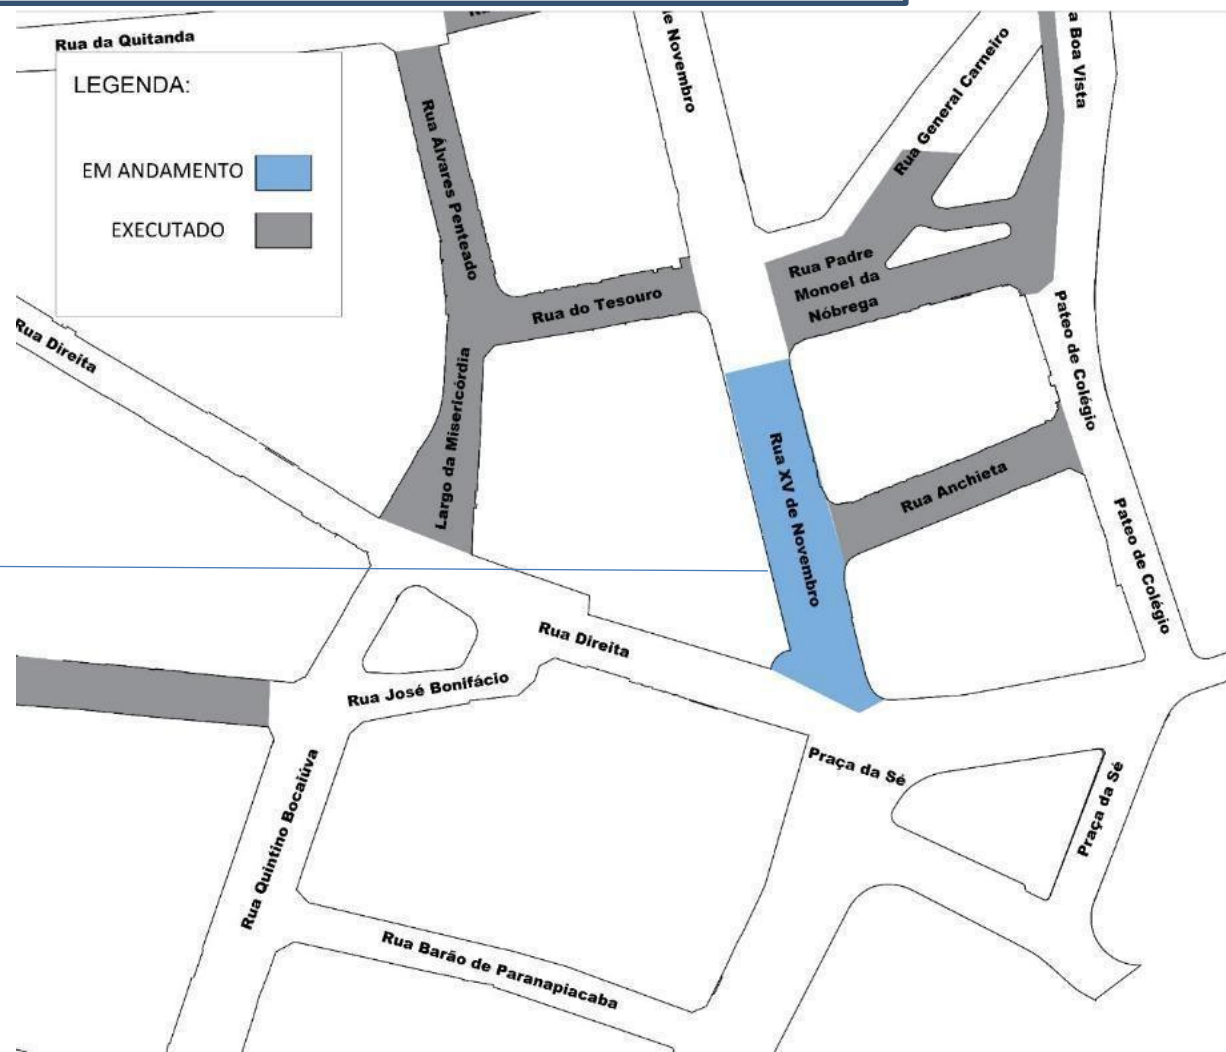 Rua da Quitanda
LEGENDA:
EM ANDAMENTO
EXECUTADO
de Novembro
Rua General Carneiro
a Boa Vista
Rua Álvares Penteado
Rua Padre
Monoel da
Nóbrega
Rua do Tesouro
Rua Direita
Pateo de Colégio
Largo da Misericórdia
Rua XV de Novembro
Rua Anchieta
Pateo de Colégio
Rua Direita
Rua José Bonifácio
Praça da Sé
Praça da Sé
Rua Quintino Bocaiúva
Rua Barão de Paranapiacaba